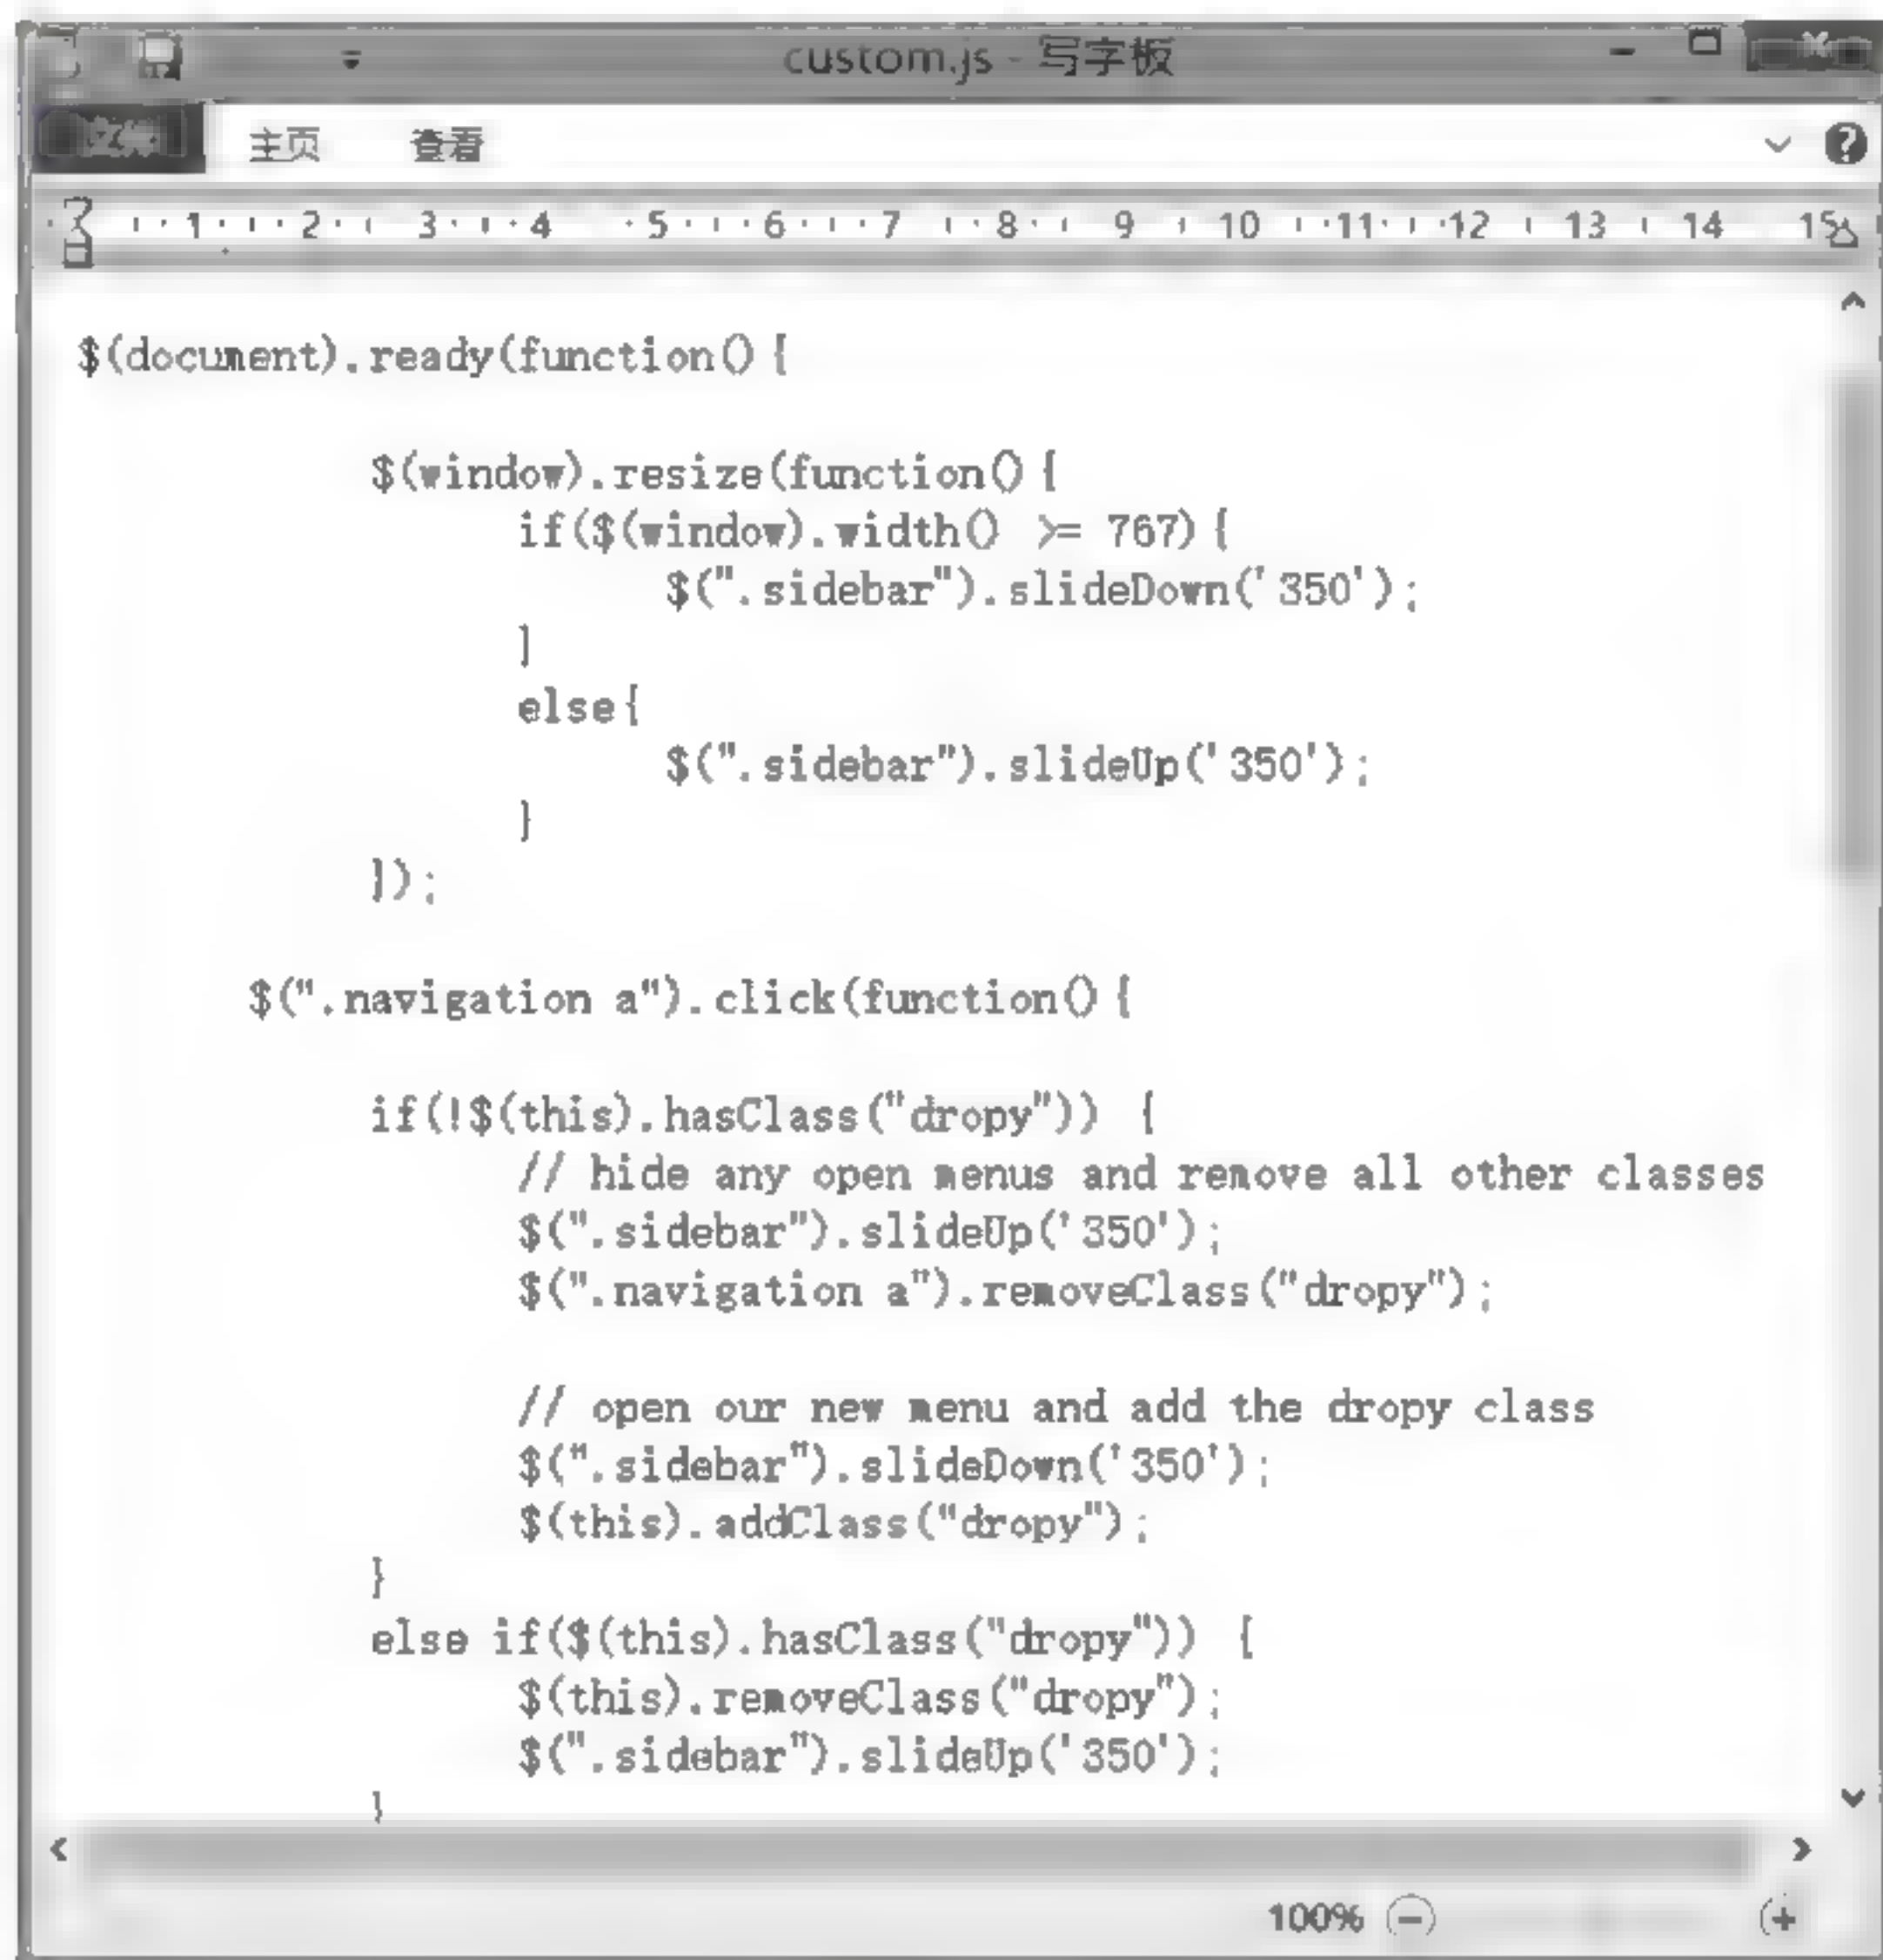 custom.js - 写字板
主页 查看
1 2 3 4 5 6 7 8 9 10 11 12 13 14 15
$(document).ready(function(){
$(window).resize(function(){
if($(window).width() >= 767){
$(".sidebar").slideDown('350');
}
else{
$(".sidebar").slideUp('350');
}
});
$(".navigation a").click(function(){
if(!$(this).hasClass("dropy")) {
// hide any open menus and remove all other classes
$(".sidebar").slideUp('350');
$(".navigation a").removeClass("dropy");
// open our new menu and add the dropy class
$(".sidebar").slideDown('350');
$(this).addClass("dropy");
}
else if($(this).hasClass("dropy")) {
$(this).removeClass("dropy");
$(".sidebar").slideUp('350');
}
100%